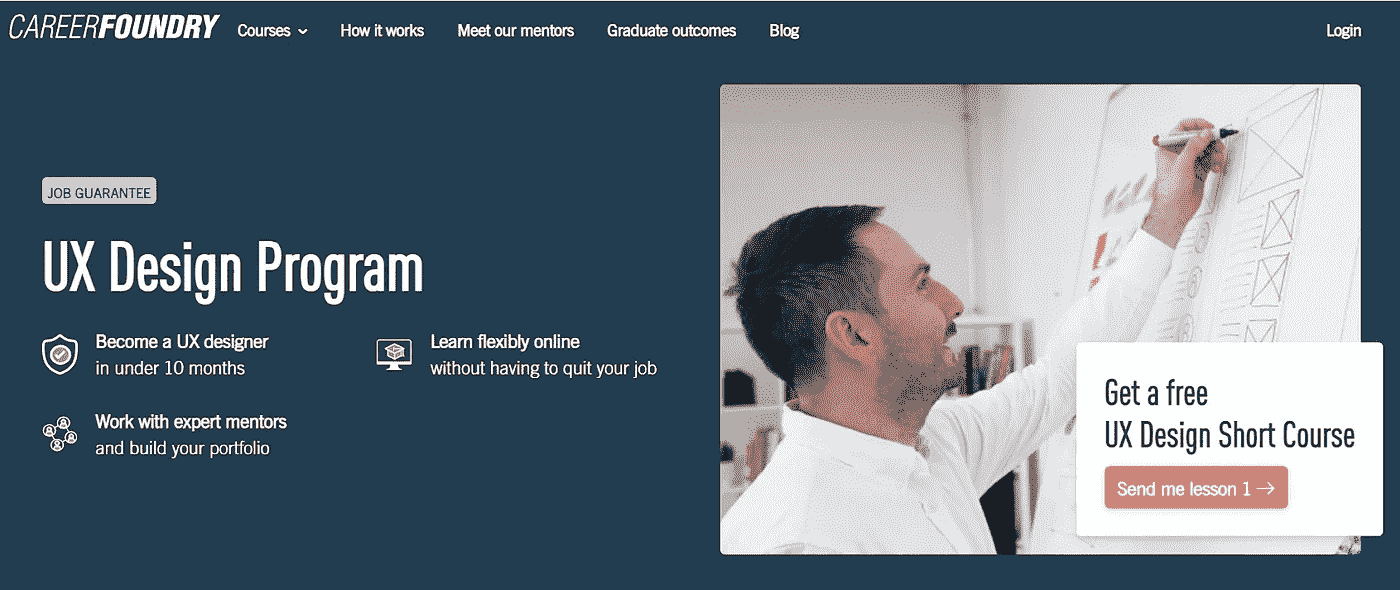 CAREERFOUNDRY Courses How it works Meet our mentors Graduate outcomes Blog Login
JOB GUARANTEE
UX Design Program
Become a UX designer
in under 10 months
Learn flexibly online
without having to quit your job
Work with expert mentors
and build your portfolio
Get a free
UX Design Short Course
Send me lesson 1 →